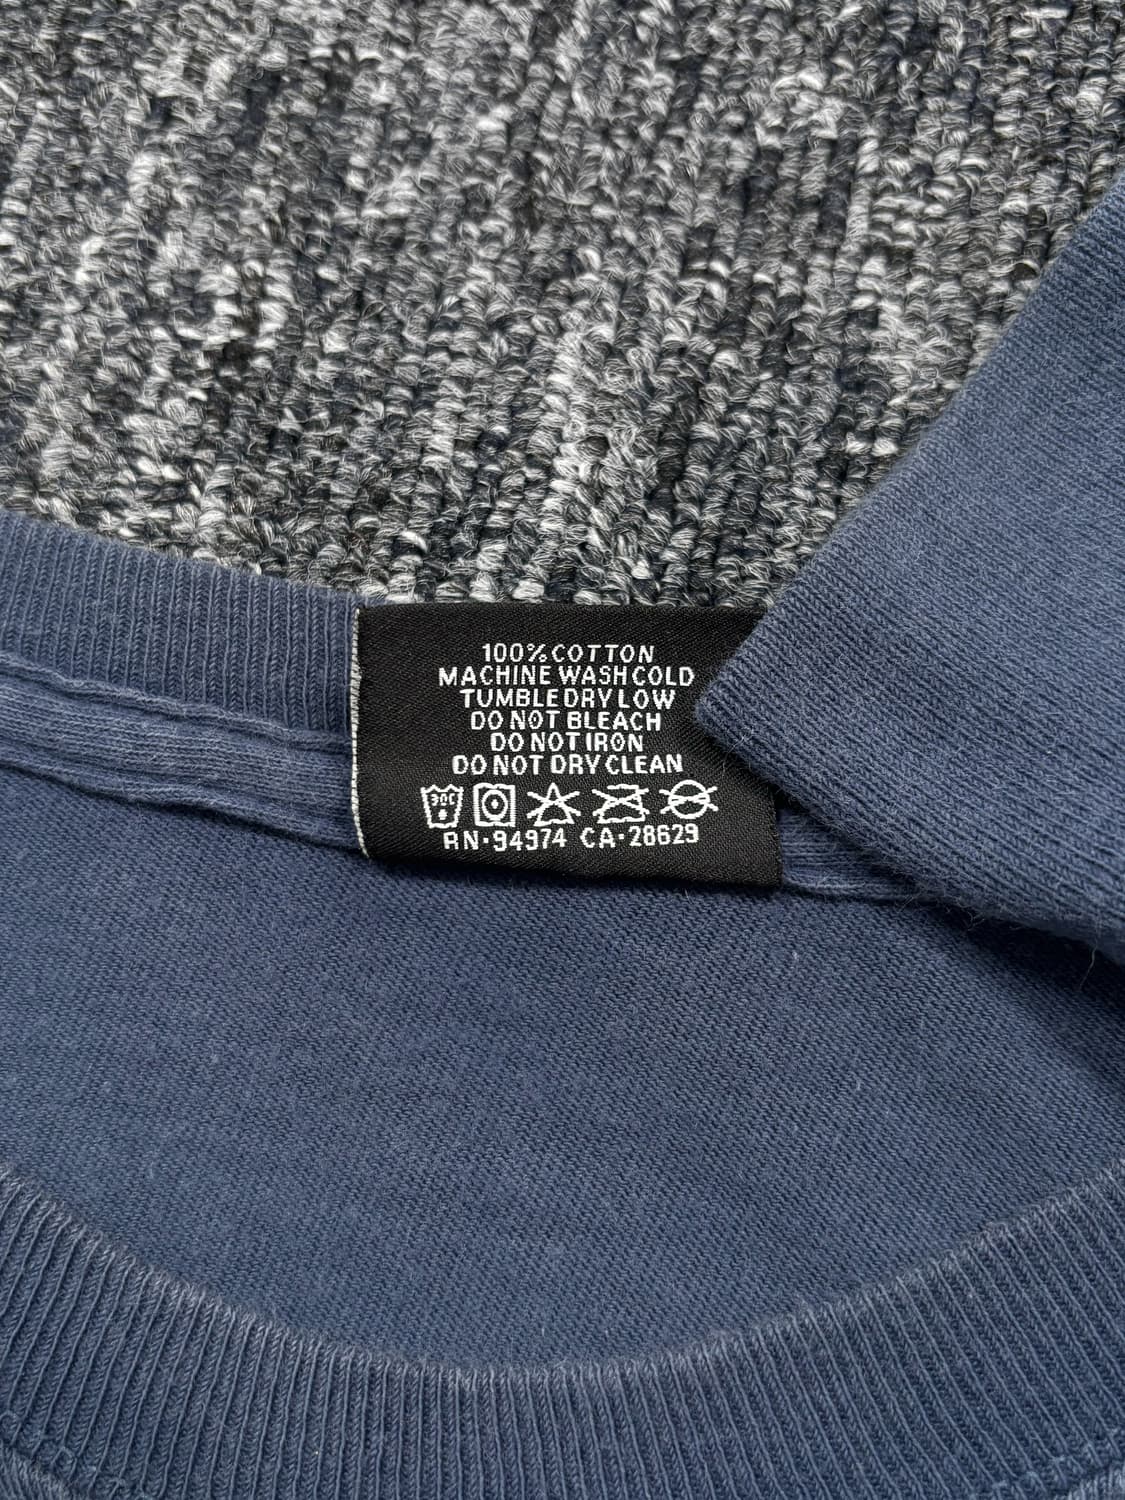 100% COTTON
MACHINE WASH COLD
TUMBLE DRY LOW
DO NOT BLEACH
DO NOT IRON
DO NOT DRY CLEAN
30C
RN-94974 CA-28629